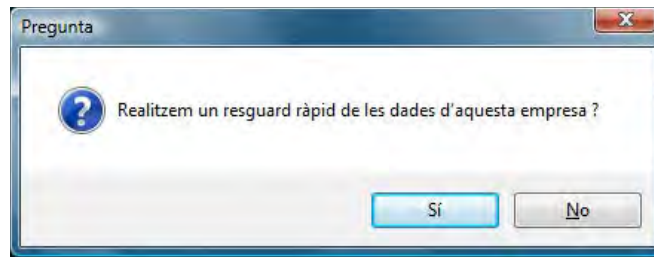 Pregunta
Realitzem un resguard ràpid de les dades d'aquesta empresa ?
Sí
No